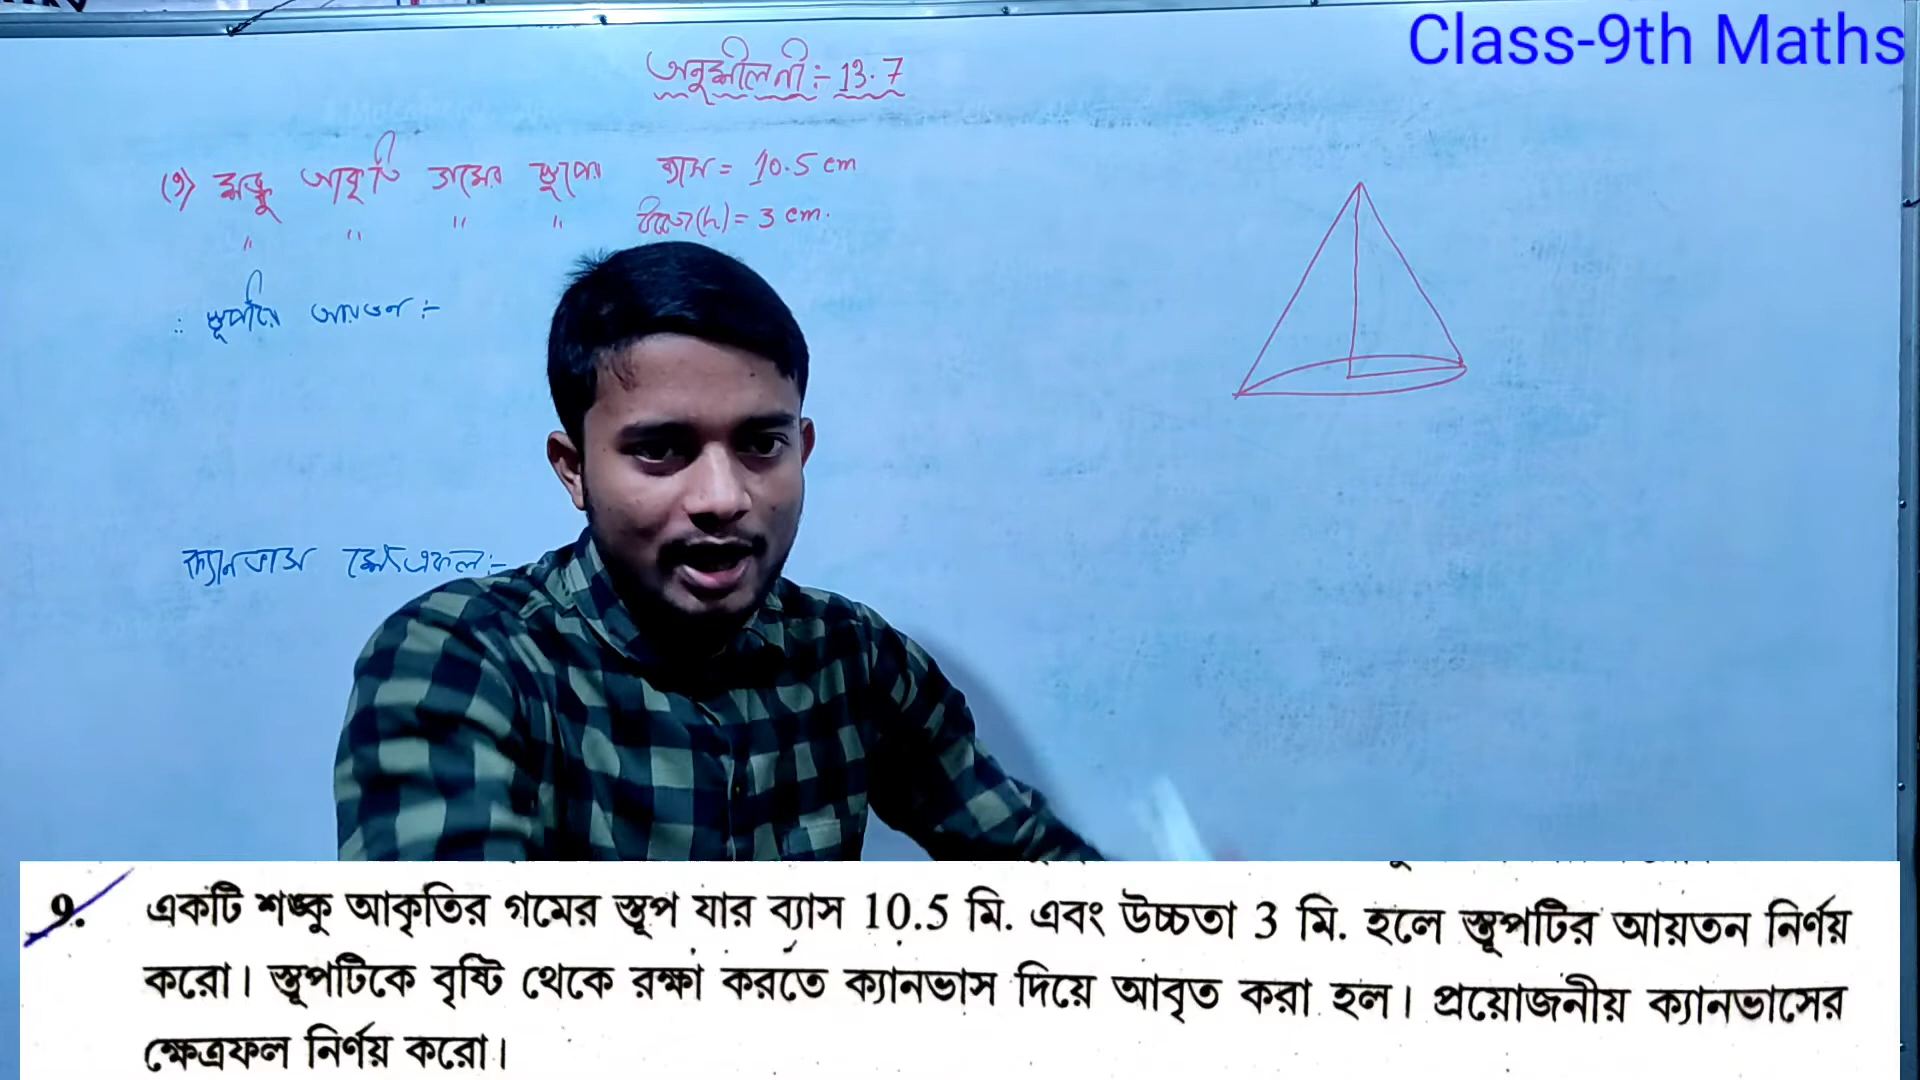 Class-9th Maths
অনুশীলনী :- 13.7
(9) শঙ্কু আকৃতি গমের স্তূপের ব্যাস = 10.5 cm
" " " " উচ্চতা (h) = 3 cm.
∴ স্তূপটির আয়তন :-
ক্যানভাস ক্ষেত্রফল :-
9. একটি শঙ্কু আকৃতির গমের স্তূপ যার ব্যাস 10.5 মি. এবং উচ্চতা 3 মি. হলে স্তূপটির আয়তন নির্ণয়
করো। স্তূপটিকে বৃষ্টি থেকে রক্ষা করতে ক্যানভাস দিয়ে আবৃত করা হল। প্রয়োজনীয় ক্যানভাসের
ক্ষেত্রফল নির্ণয় করো।